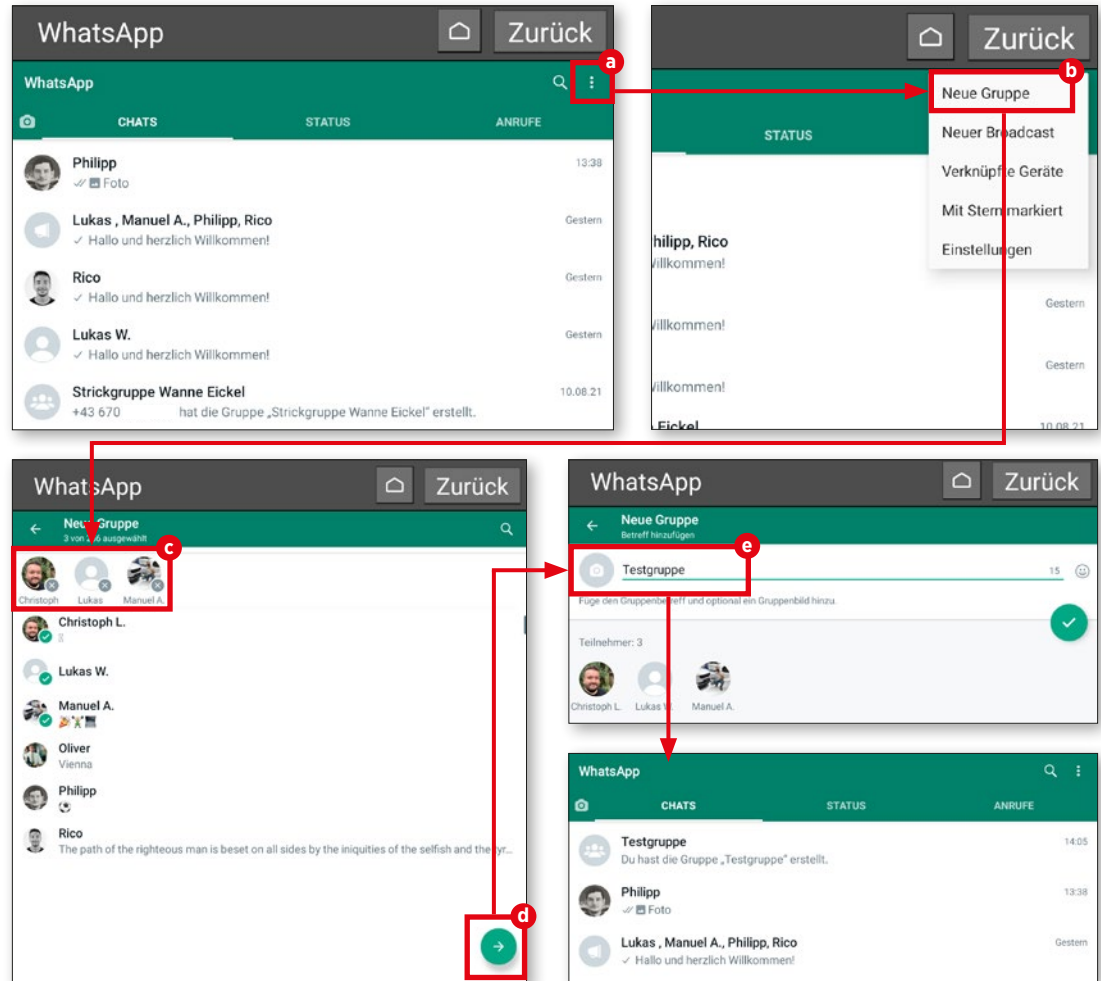 WhatsApp
Zurück
a
WhatsApp
CHATS STATUS ANRUFE
Philipp 13:38
Foto
Lukas , Manuel A., Philipp, Rico Gestern
Hallo und herzlich Willkommen!
Rico Gestern
Hallo und herzlich Willkommen!
Lukas W. Gestern
Hallo und herzlich Willkommen!
Strickgruppe Wanne Eickel 10.08.21
+43 670 hat die Gruppe „Strickgruppe Wanne Eickel" erstellt.
Zurück
b
Neue Gruppe
STATUS
Neuer Broadcast
Verknüpfte Geräte
Mit Stern markiert
Einstellungen
hilipp, Rico
Willkommen!
Gestern
Willkommen!
Gestern
Willkommen!
Eickel 10.08.21
WhatsApp
Zurück
Neue Gruppe
3 von 256 ausgewählt
c
Christoph Lukas Manuel A.
Christoph L.
Lukas W.
Manuel A.
Oliver
Vienna
Philipp
Rico
The path of the righteous man is beset on all sides by the iniquities of the selfish and the tyr...
d
WhatsApp
Zurück
Neue Gruppe
Betreff hinzufügen
e
Testgruppe 15
Füge den Gruppenbetreff und optional ein Gruppenbild hinzu.
Teilnehmer: 3
Christoph L. Lukas W. Manuel A.
WhatsApp
CHATS STATUS ANRUFE
Testgruppe 14:05
Du hast die Gruppe „Testgruppe" erstellt.
Philipp 13:38
Foto
Lukas , Manuel A., Philipp, Rico Gestern
Hallo und herzlich Willkommen!